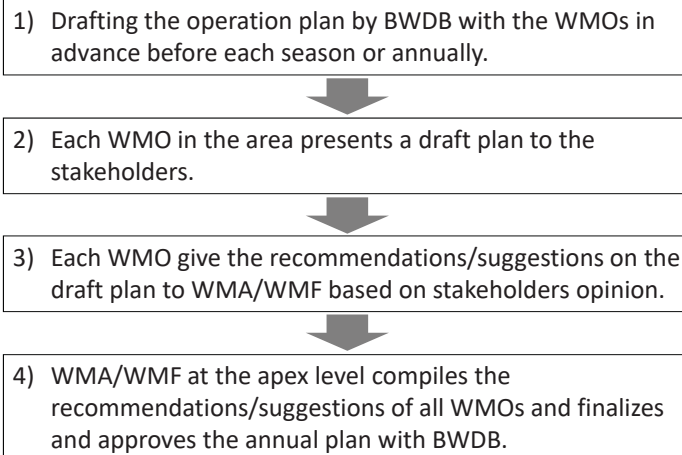 1) Drafting the operation plan by BWDB with the WMOs in
advance before each season or annually.
2) Each WMO in the area presents a draft plan to the
stakeholders.
3) Each WMO give the recommendations/suggestions on the
draft plan to WMA/WMF based on stakeholders opinion.
4) WMA/WMF at the apex level compiles the
recommendations/suggestions of all WMOs and finalizes
and approves the annual plan with BWDB.